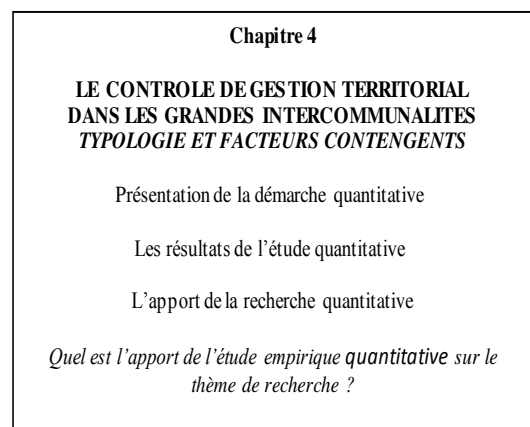 Chapitre 4
LE CONTROLE DE GESTION TERRITORIAL
DANS LES GRANDES INTERCOMMUNALITES
TYPOLOGIE ET FACTEURS CONTENGENTS
Présentation de la démarche quantitative
Les résultats de l'étude quantitative
L'apport de la recherche quantitative
Quel est l'apport de l'étude empirique quantitative sur le
thème de recherche ?